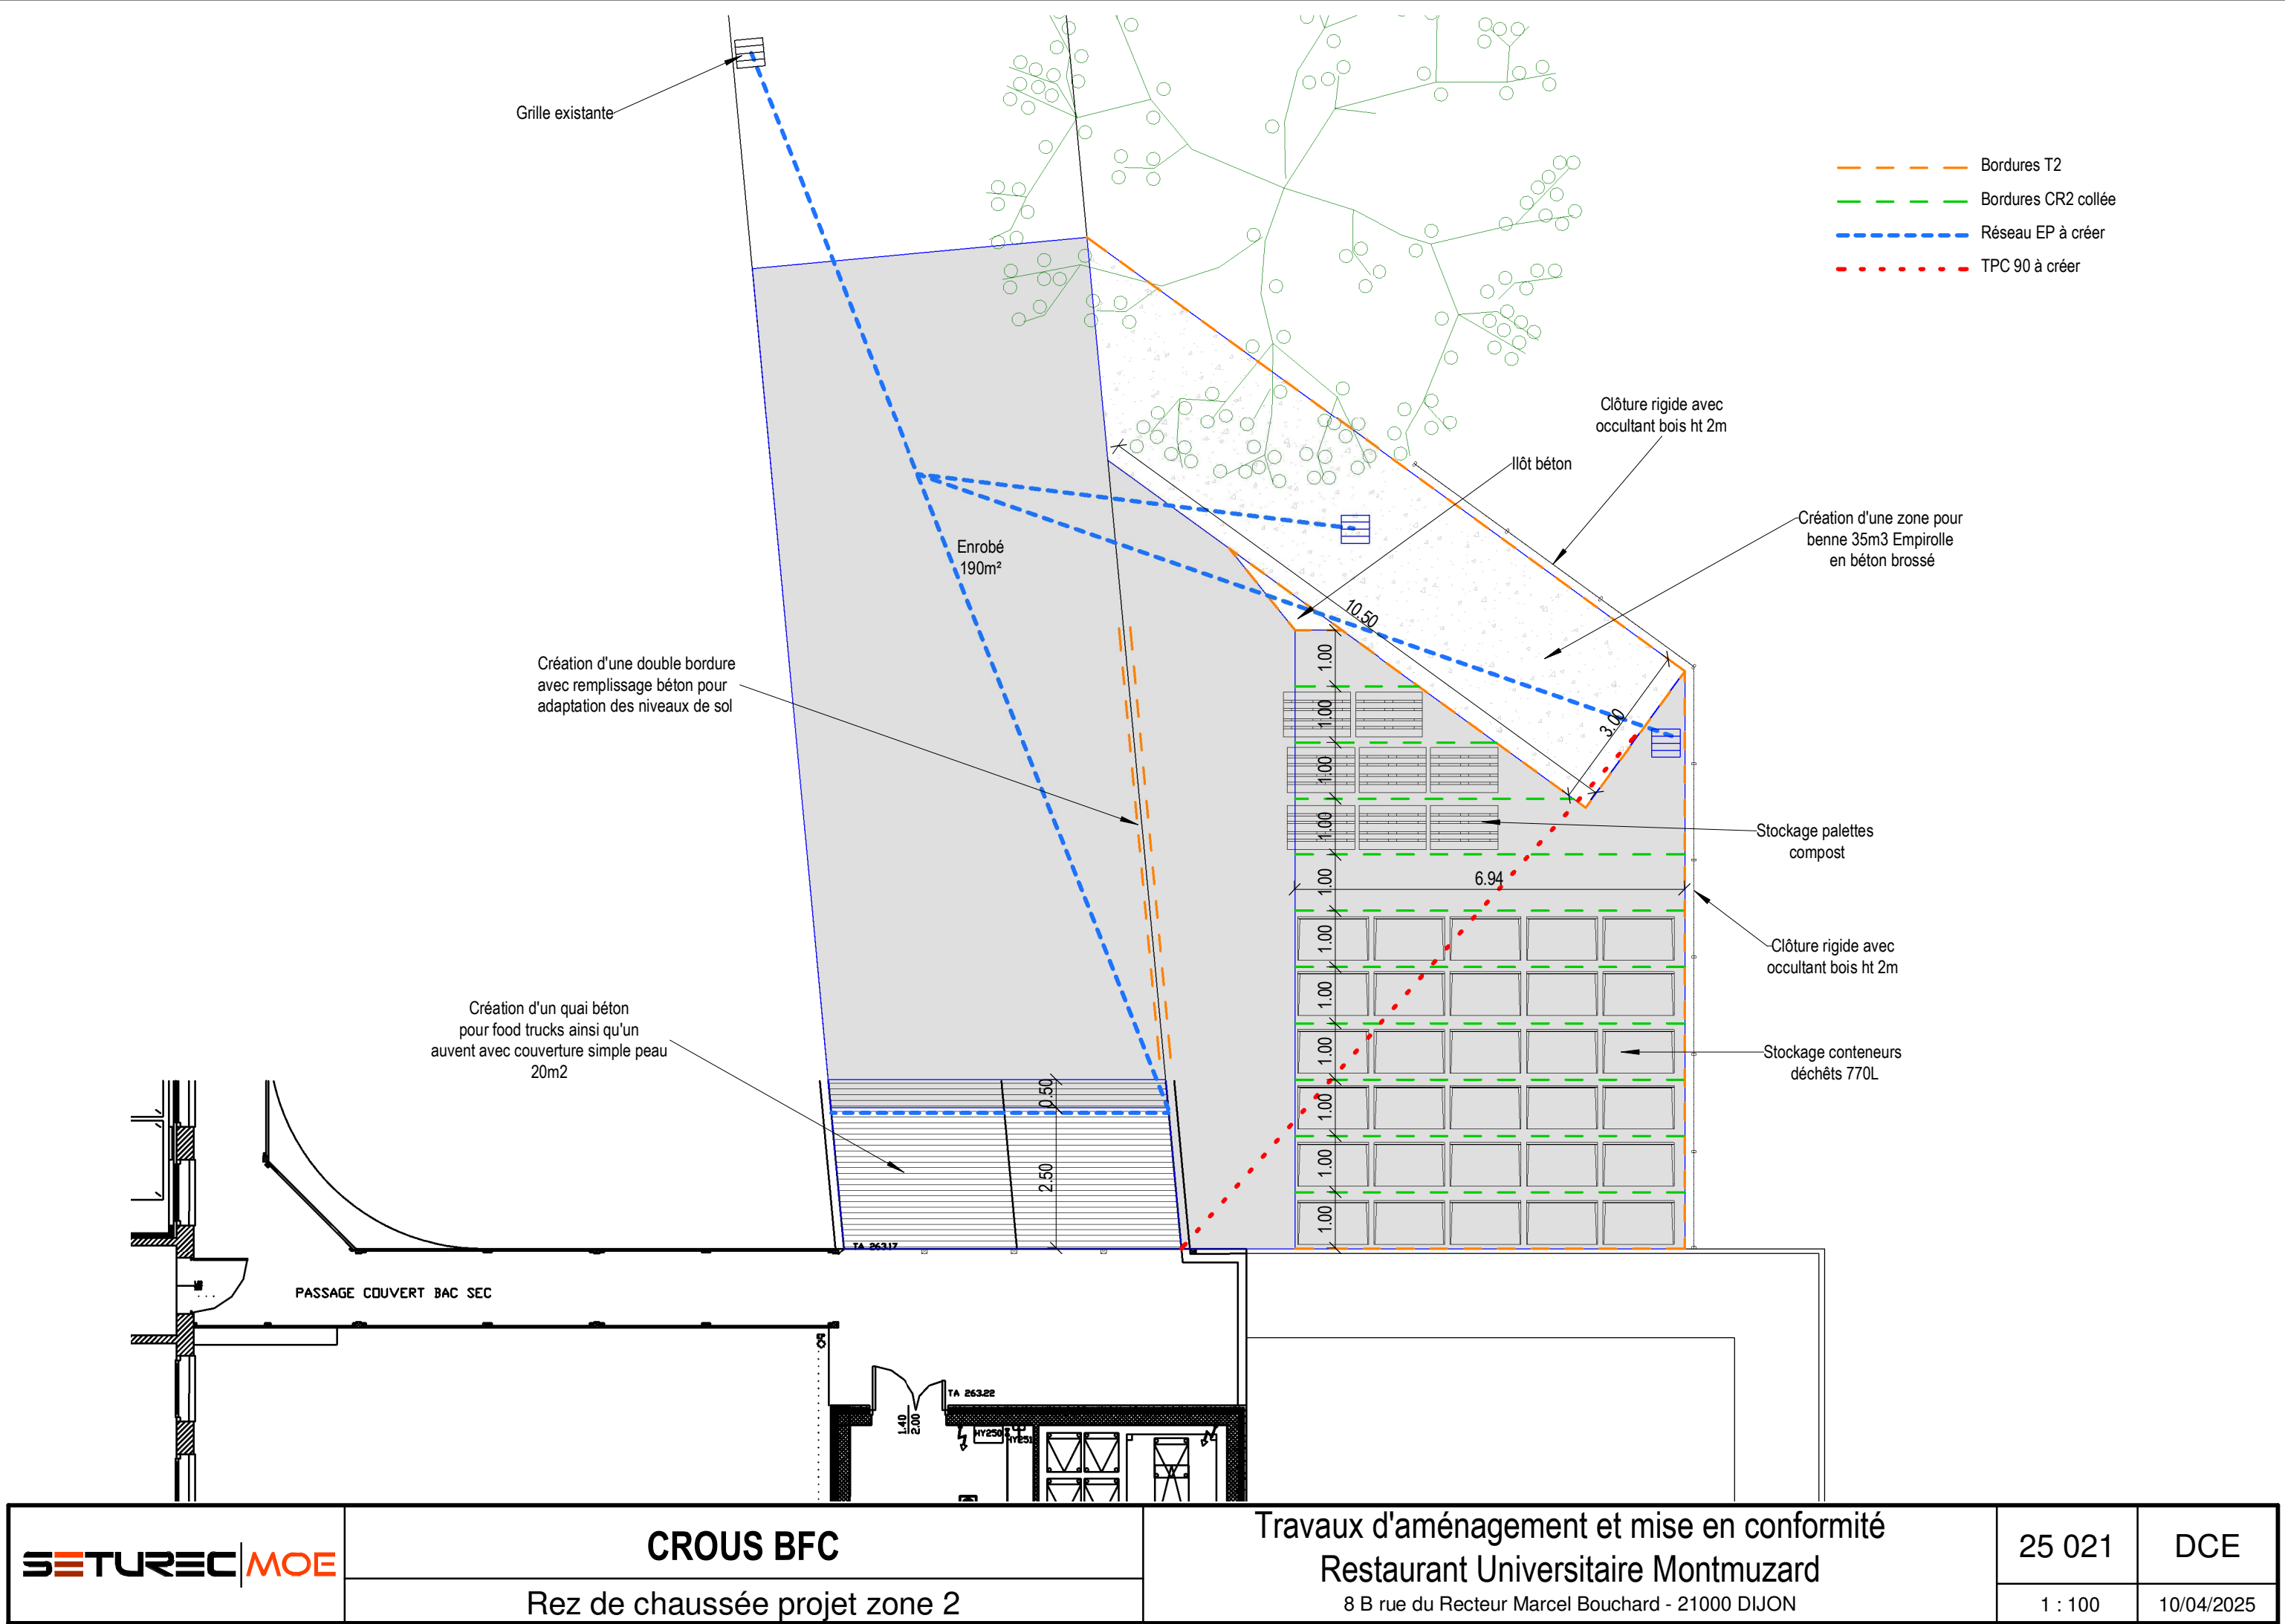 Grille existante
Bordures T2
Bordures CR2 collée
Réseau EP à créer
TPC 90 à créer
Clôture rigide avec
occultant bois ht 2m
Ilôt béton
Création d'une zone pour
benne 35m3 Empirolle
en béton brossé
Enrobé
190m²
10.50
3.00
Création d'une double bordure
avec remplissage béton pour
adaptation des niveaux de sol
1.00
1.00
1.00
1.00
1.00
1.00
1.00
1.00
1.00
1.00
1.00
Stockage palettes
compost
6.94
Clôture rigide avec
occultant bois ht 2m
Création d'un quai béton
pour food trucks ainsi qu'un
auvent avec couverture simple peau
20m2
0.50
2.50
Stockage conteneurs
déchêts 770L
TA 263.17
PASSAGE COUVERT BAC SEC
TA 263.22
1.40
2.00
HY250
HY251
SETUREC MOE
CROUS BFC
Rez de chaussée projet zone 2
Travaux d'aménagement et mise en conformité
Restaurant Universitaire Montmuzard
8 B rue du Recteur Marcel Bouchard - 21000 DIJON
25 021
DCE
1 : 100
10/04/2025